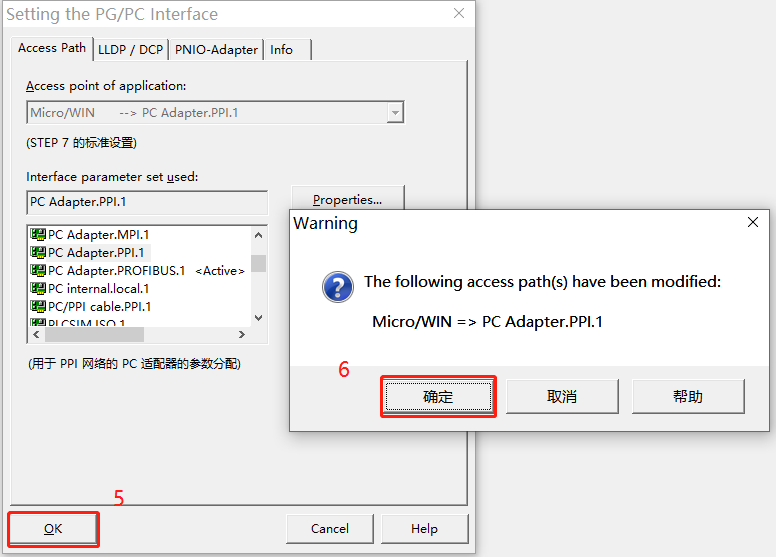 Setting the PG/PC Interface
Access Path
LLDP / DCP
PNIO-Adapter
Info
Access point of application:
Micro/WIN --> PC Adapter.PPI.1
(STEP 7 的标准设置)
Interface parameter set used:
PC Adapter.PPI.1
Properties...
PC Adapter.MPI.1
PC Adapter.PPI.1
PC Adapter.PROFIBUS.1 <Active>
PC internal.local.1
PC/PPI cable.PPI.1
PLCSIM.ISO.1
(用于 PPI 网络的 PC 适配器的参数分配)
Warning
The following access path(s) have been modified:
Micro/WIN => PC Adapter.PPI.1
6
确定
取消
帮助
5
OK
Cancel
Help